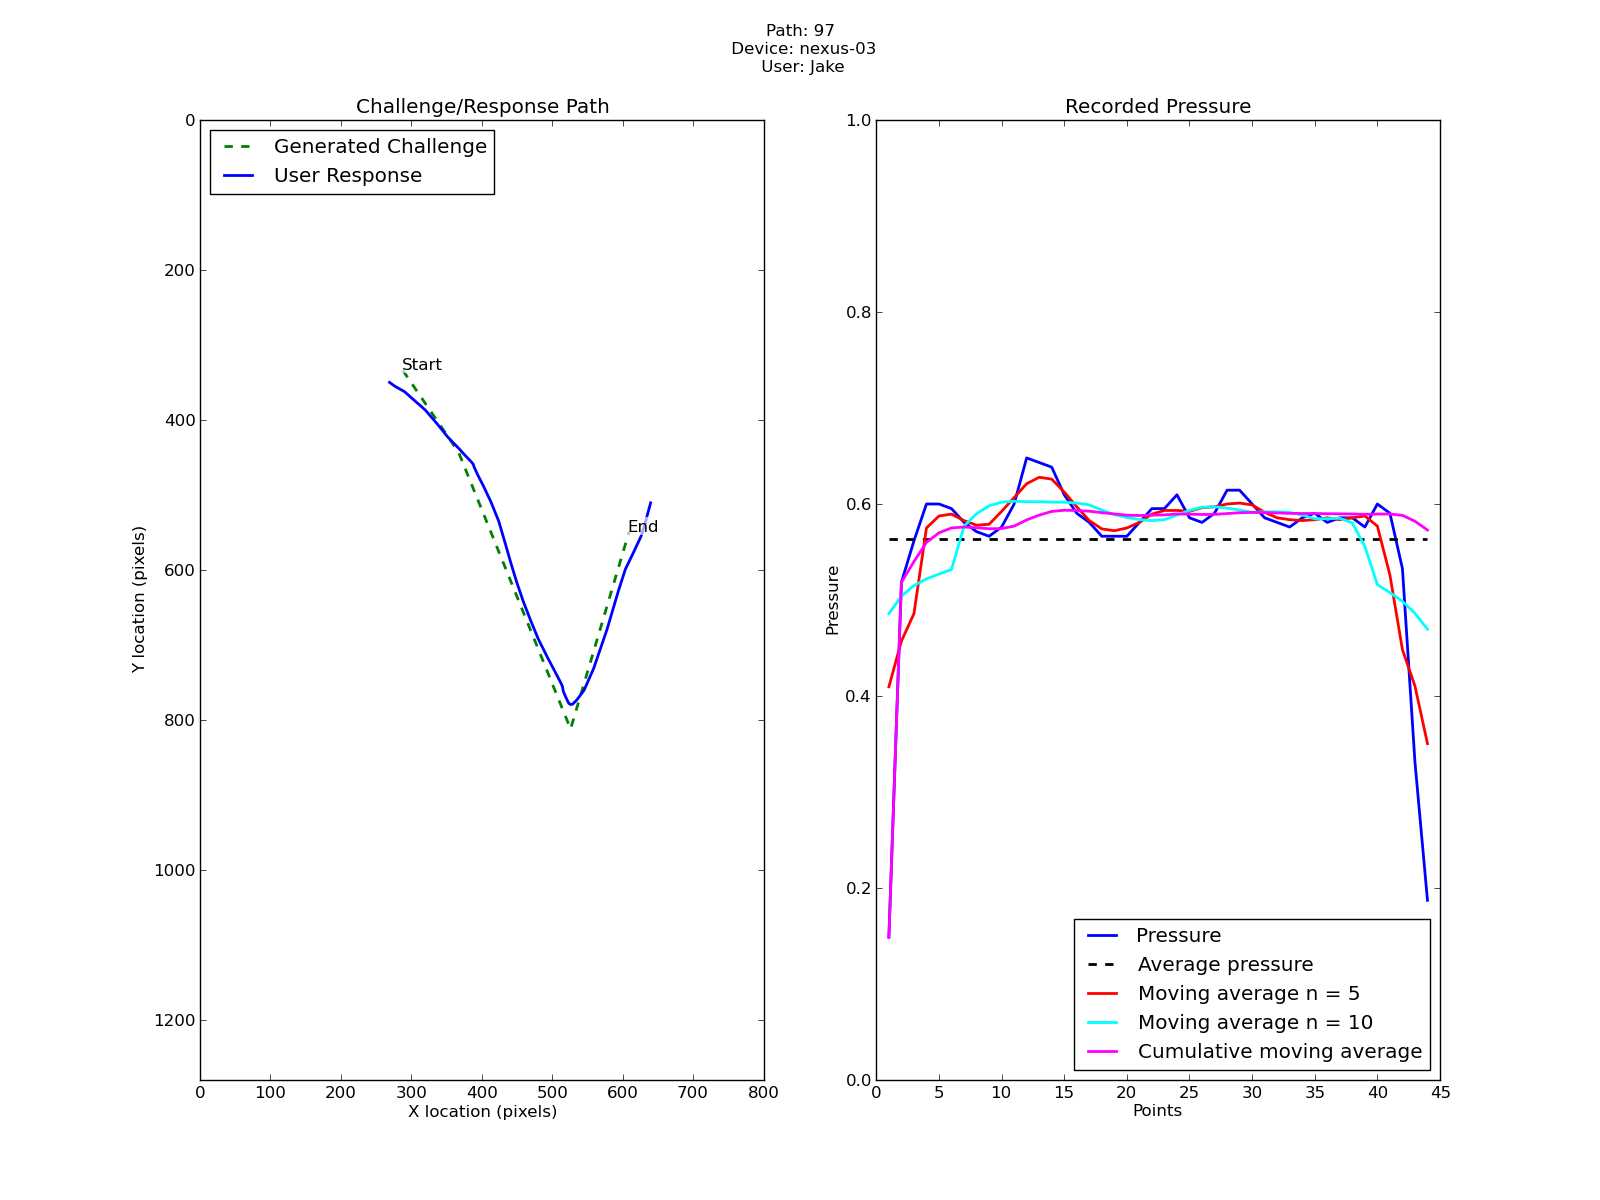 Path: 97
Device: nexus-03
User: Jake
Challenge/Response Path
Generated Challenge
User Response
Start
End
0
200
400
600
800
1000
1200
Y location (pixels)
0 100 200 300 400 500 600 700 800
X location (pixels)
Recorded Pressure
1.0
0.8
0.6
0.4
0.2
0.0
Pressure
Pressure
Average pressure
Moving average n = 5
Moving average n = 10
Cumulative moving average
0 5 10 15 20 25 30 35 40 45
Points